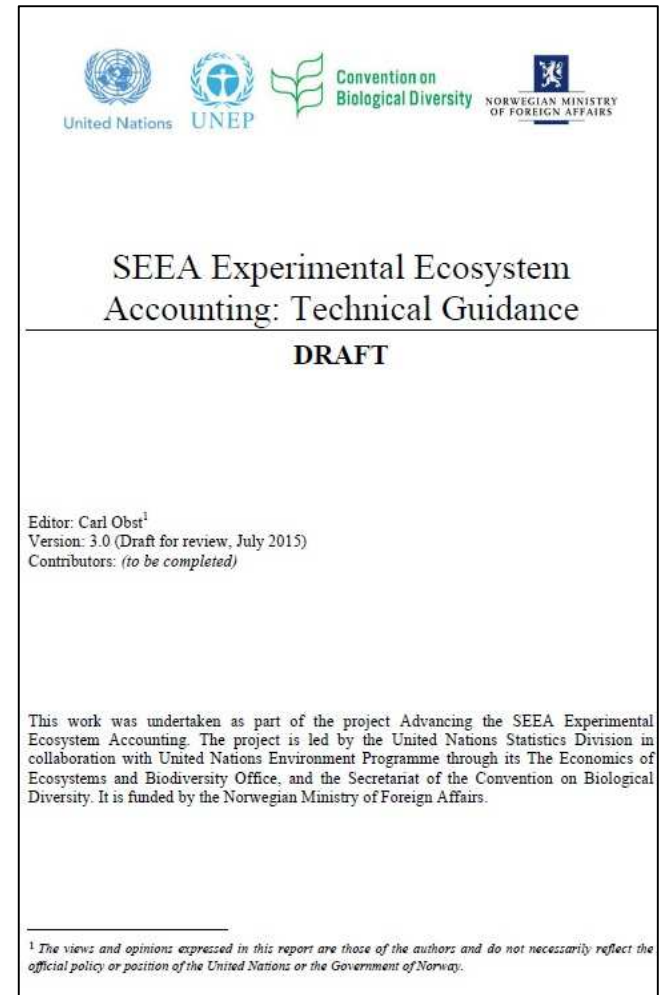 United Nations
UNEP
Convention on
Biological Diversity
NORWEGIAN MINISTRY
OF FOREIGN AFFAIRS
SEEA Experimental Ecosystem
Accounting: Technical Guidance
DRAFT
Editor: Carl Obst¹
Version: 3.0 (Draft for review, July 2015)
Contributors: (to be completed)
This work was undertaken as part of the project Advancing the SEEA Experimental
Ecosystem Accounting. The project is led by the United Nations Statistics Division in
collaboration with United Nations Environment Programme through its The Economics of
Ecosystems and Biodiversity Office, and the Secretariat of the Convention on Biological
Diversity. It is funded by the Norwegian Ministry of Foreign Affairs.
¹ The views and opinions expressed in this report are those of the authors and do not necessarily reflect the
official policy or position of the United Nations or the Government of Norway.